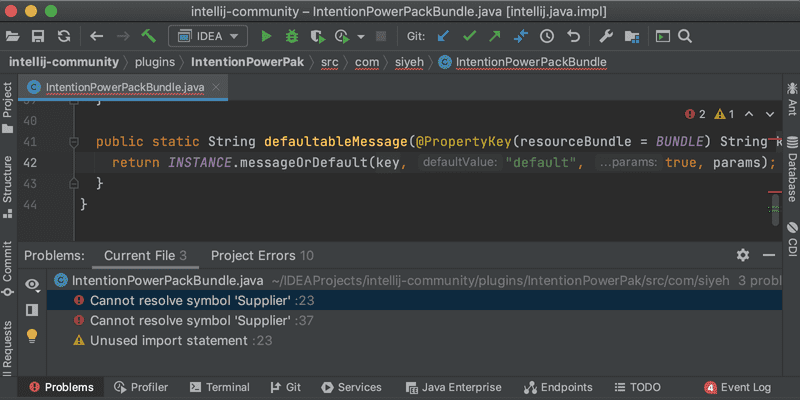 intellij-community – IntentionPowerPackBundle.java [intellij.java.impl]
IDEA Git:
intellij-community plugins IntentionPowerPak src com siyeh IntentionPowerPackBundle
Project
Structure
Commit
Requests
IntentionPowerPackBundle.java
2 1
40
41 public static String defaultableMessage(@PropertyKey(resourceBundle = BUNDLE) String k
42 return INSTANCE.messageOrDefault(key, defaultValue: "default", ...params: true, params);
43 }
44 }
Ant
Database
CDI
Problems: Current File 3 Project Errors 10
IntentionPowerPackBundle.java ~/IDEAProjects/intellij-community/plugins/IntentionPowerPak/src/com/siyeh 3 probl
Cannot resolve symbol 'Supplier' :23
Cannot resolve symbol 'Supplier' :37
Unused import statement :23
Problems Profiler Terminal Git Services Java Enterprise Endpoints TODO 4 Event Log